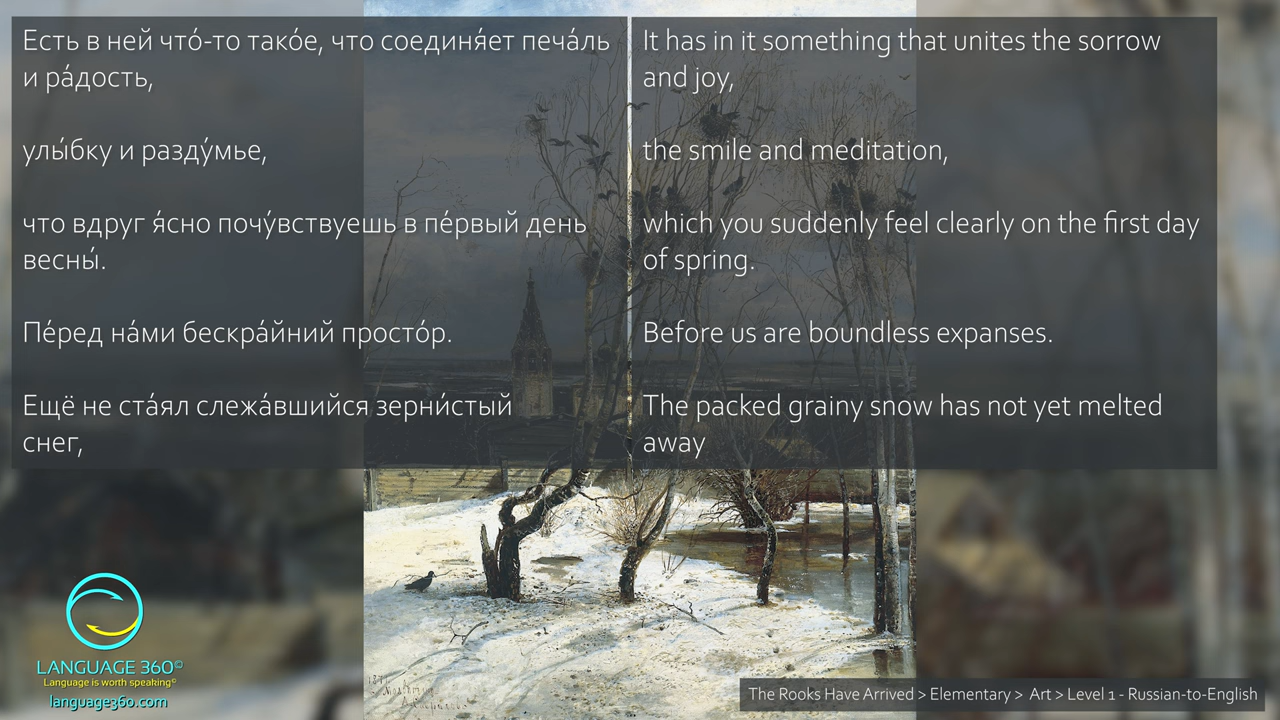 Есть в ней что́-то тако́е, что соединя́ет печа́ль
и ра́дость,
улы́бку и разду́мье,
что вдруг я́сно почу́вствуешь в пе́рвый день
весны́.
Пе́ред на́ми бескра́йний просто́р.
Ещё не ста́ял слежа́вшийся зерни́стый
снег,
It has in it something that unites the sorrow
and joy,
the smile and meditation,
which you suddenly feel clearly on the first day
of spring.
Before us are boundless expanses.
The packed grainy snow has not yet melted
away
LANGUAGE 360©
Language is worth speaking©
language360.com
The Rooks Have Arrived > Elementary > Art > Level 1 - Russian-to-English